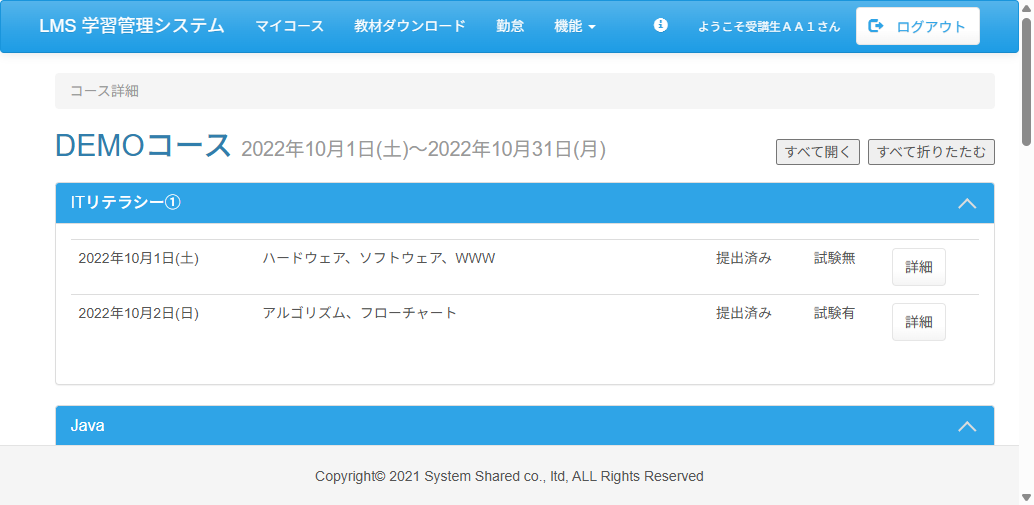 LMS 学習管理システム マイコース 教材ダウンロード 勤怠 機能 ようこそ受講生ＡＡ１さん ログアウト
コース詳細
DEMOコース 2022年10月1日(土)～2022年10月31日(月) すべて開く すべて折りたたむ
ITリテラシー①
2022年10月1日(土) ハードウェア、ソフトウェア、WWW 提出済み 試験無 詳細
2022年10月2日(日) アルゴリズム、フローチャート 提出済み 試験有 詳細
Java
Copyright© 2021 System Shared co., ltd, ALL Rights Reserved